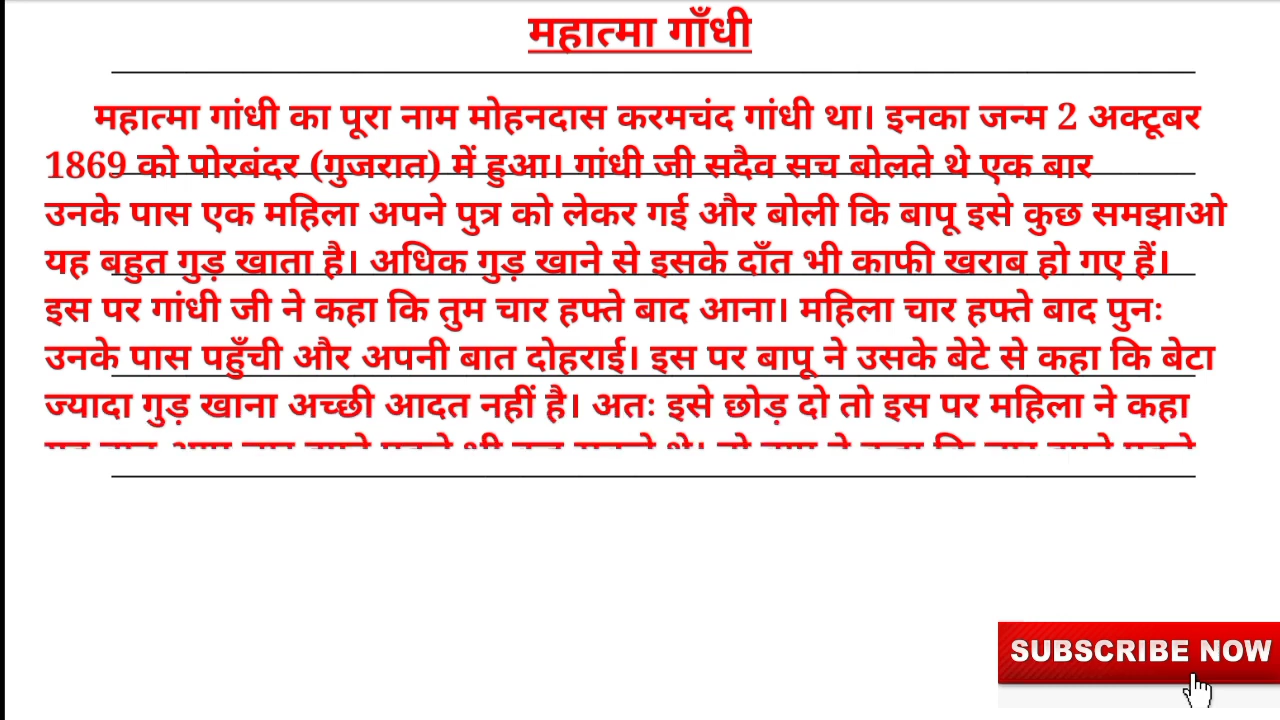 महात्मा गाँधी
महात्मा गांधी का पूरा नाम मोहनदास करमचंद गांधी था। इनका जन्म 2 अक्टूबर
1869 को पोरबंदर (गुजरात) में हुआ। गांधी जी सदैव सच बोलते थे एक बार
उनके पास एक महिला अपने पुत्र को लेकर गई और बोली कि बापू इसे कुछ समझाओ
यह बहुत गुड़ खाता है। अधिक गुड़ खाने से इसके दाँत भी काफी खराब हो गए हैं।
इस पर गांधी जी ने कहा कि तुम चार हफ्ते बाद आना। महिला चार हफ्ते बाद पुनः
उनके पास पहुँची और अपनी बात दोहराई। इस पर बापू ने उसके बेटे से कहा कि बेटा
ज्यादा गुड़ खाना अच्छी आदत नहीं है। अतः इसे छोड़ दो तो इस पर महिला ने कहा
SUBSCRIBE NOW